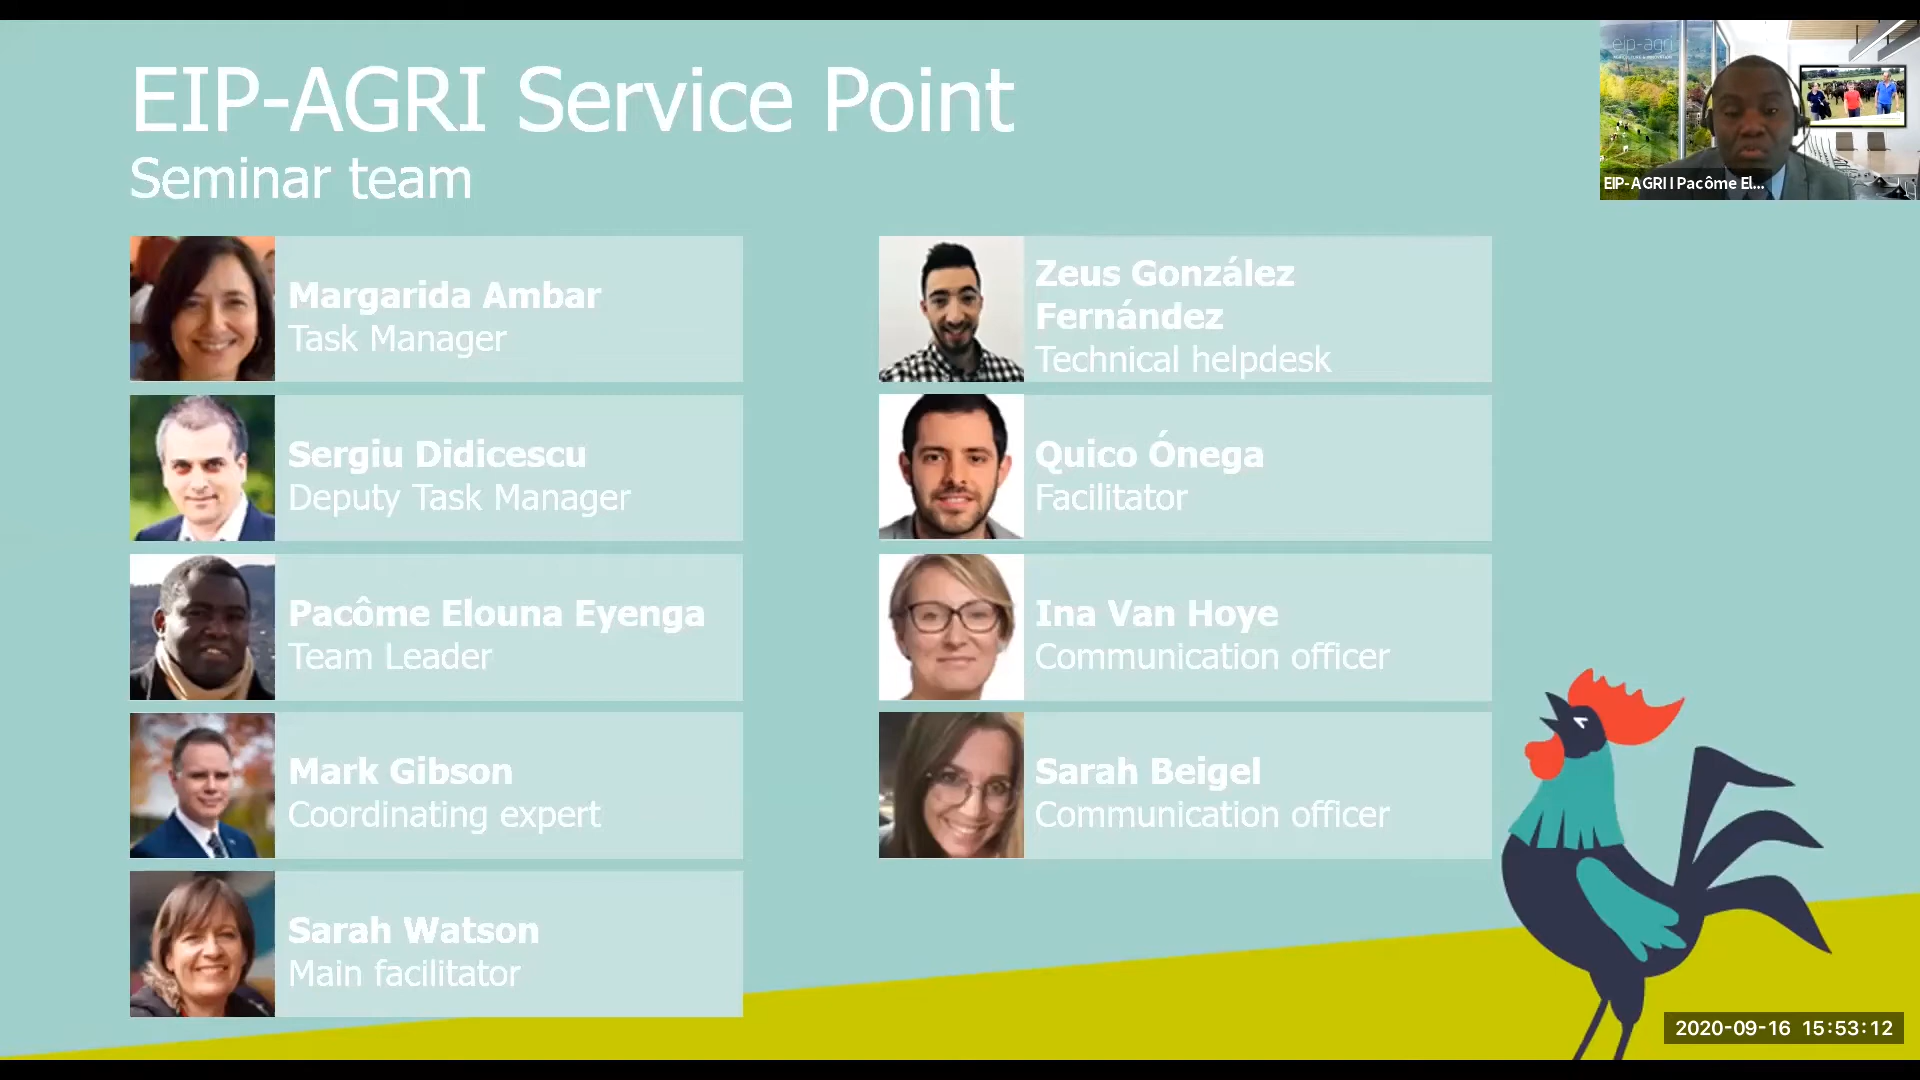 EIP-AGRI Service Point
Seminar team
Margarida Ambar
Task Manager
Sergiu Didicescu
Deputy Task Manager
Pacôme Elouna Eyenga
Team Leader
Mark Gibson
Coordinating expert
Sarah Watson
Main facilitator
Zeus González
Fernández
Technical helpdesk
Quico Ónega
Facilitator
Ina Van Hoye
Communication officer
Sarah Beigel
Communication officer
eip-agri
EIP-AGRI I Pacôme El...
2020-09-16 15:53:12